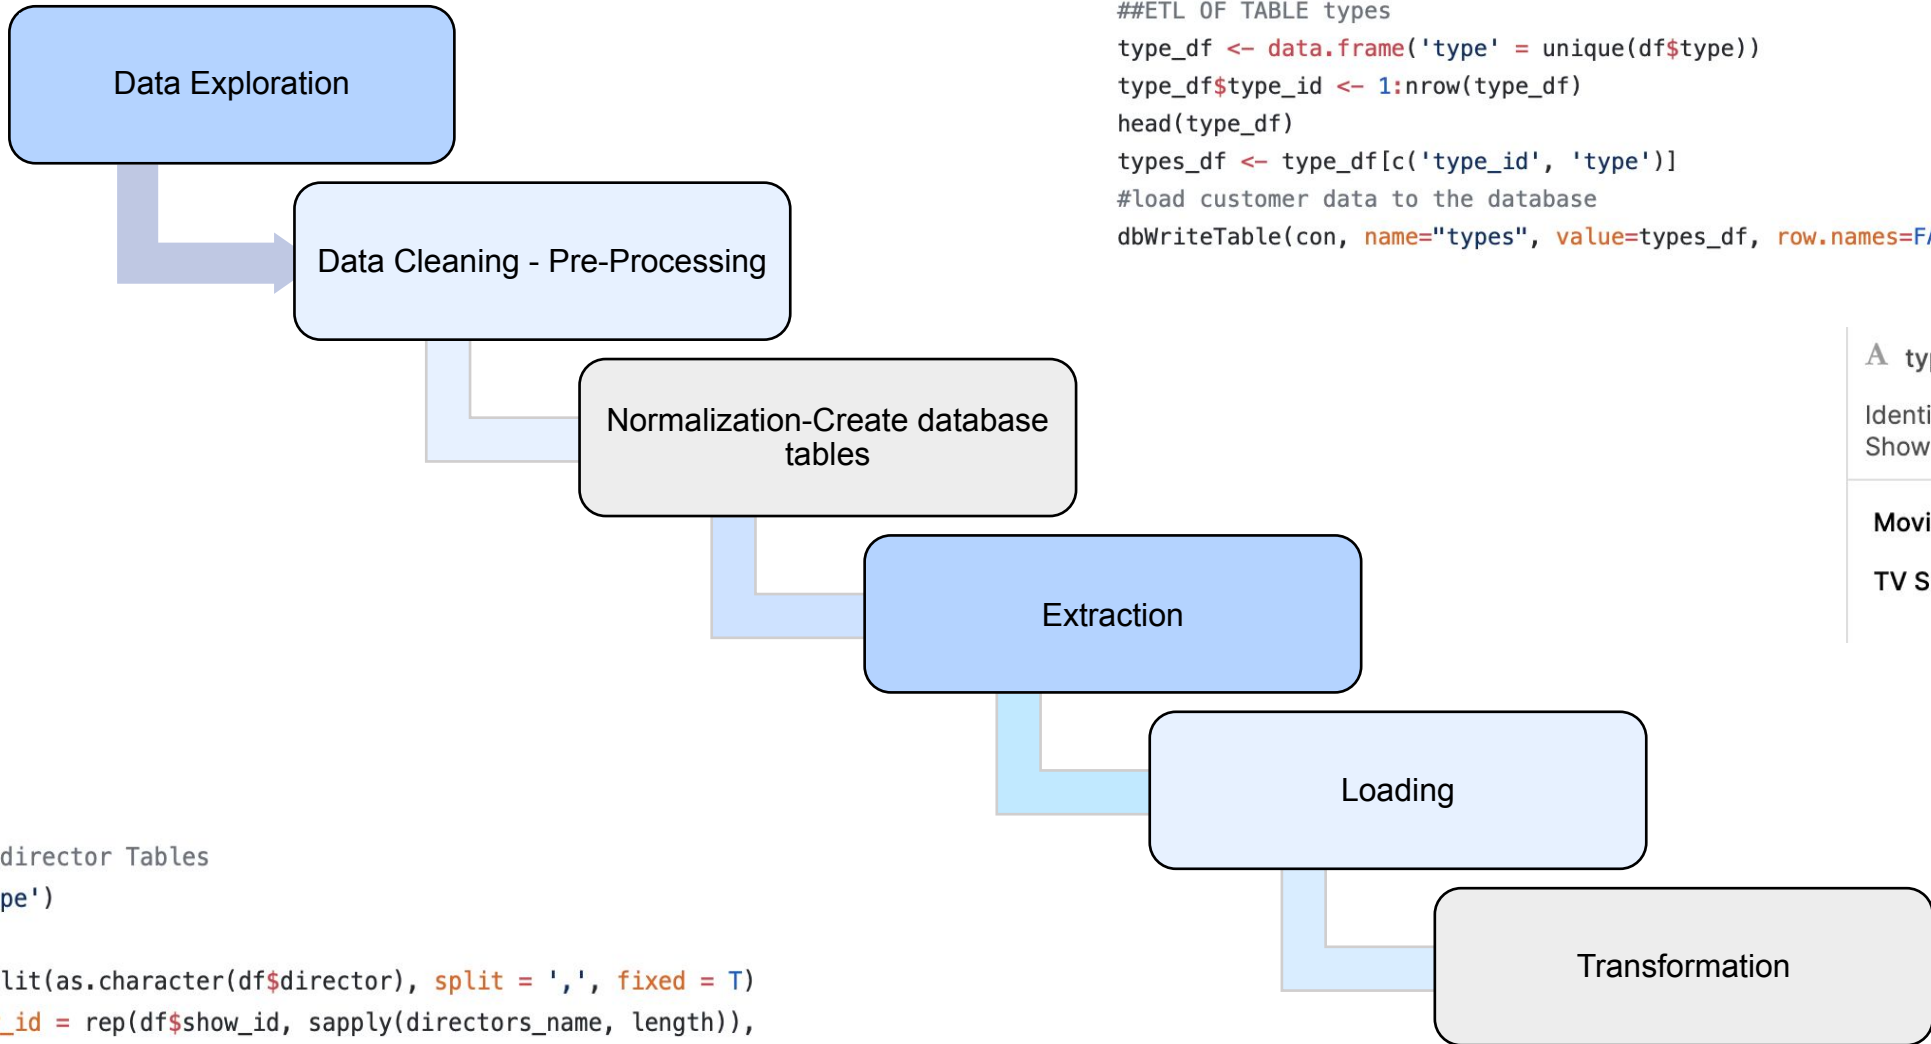 Data Exploration
Data Cleaning - Pre-Processing
Normalization-Create database
tables
Extraction
Loading
Transformation
##ETL OF TABLE types
type_df <- data.frame('type' = unique(df$type))
type_df$type_id <- 1:nrow(type_df)
head(type_df)
types_df <- type_df[c('type_id', 'type')]
#load customer data to the database
dbWriteTable(con, name="types", value=types_df, row.names=
A
TV
director Tables
pe')
lit(as.character(df$director), split = ',', fixed = T)
_id = rep(df$show_id, sapply(directors_name, length)),